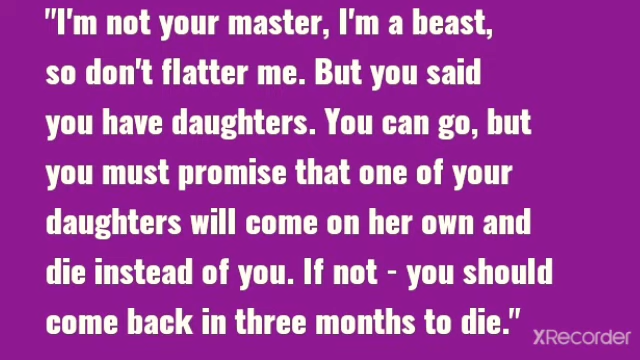 "I'm not your master, I'm a beast,
so don't flatter me. But you said
you have daughters. You can go, but
you must promise that one of your
daughters will come on her own and
die instead of you. If not - you should
come back in three months to die."
XRecorder